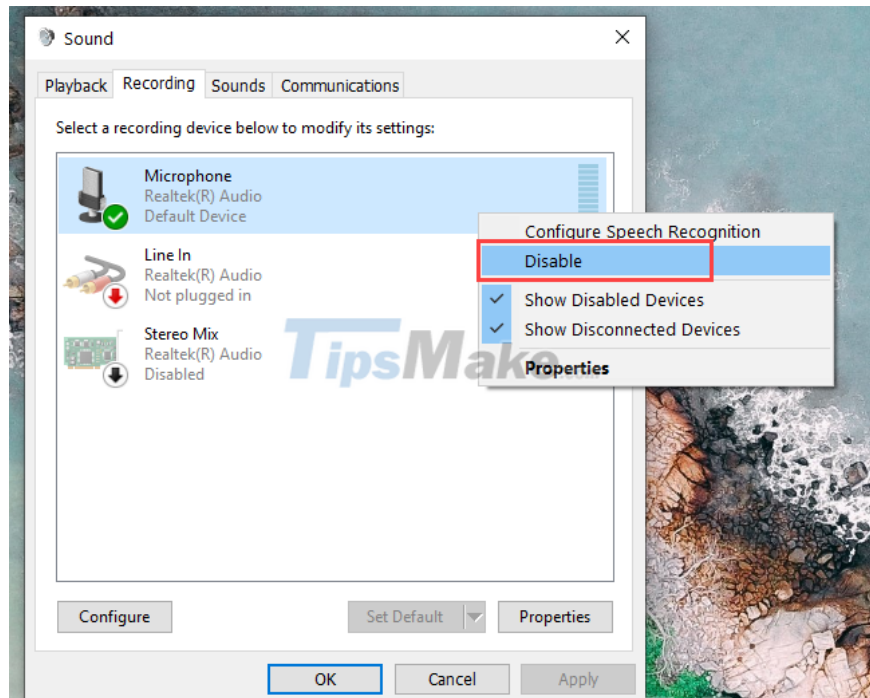 Sound
Playback Recording Sounds Communications
Select a recording device below to modify its settings:
Microphone
Realtek(R) Audio
Default Device
Configure Speech Recognition
Disable
Show Disabled Devices
Show Disconnected Devices
Properties
Line In
Realtek(R) Audio
Not plugged in
Stereo Mix
Realtek(R) Audio
Disabled
TipsMake
Configure Set Default Properties
OK Cancel Apply